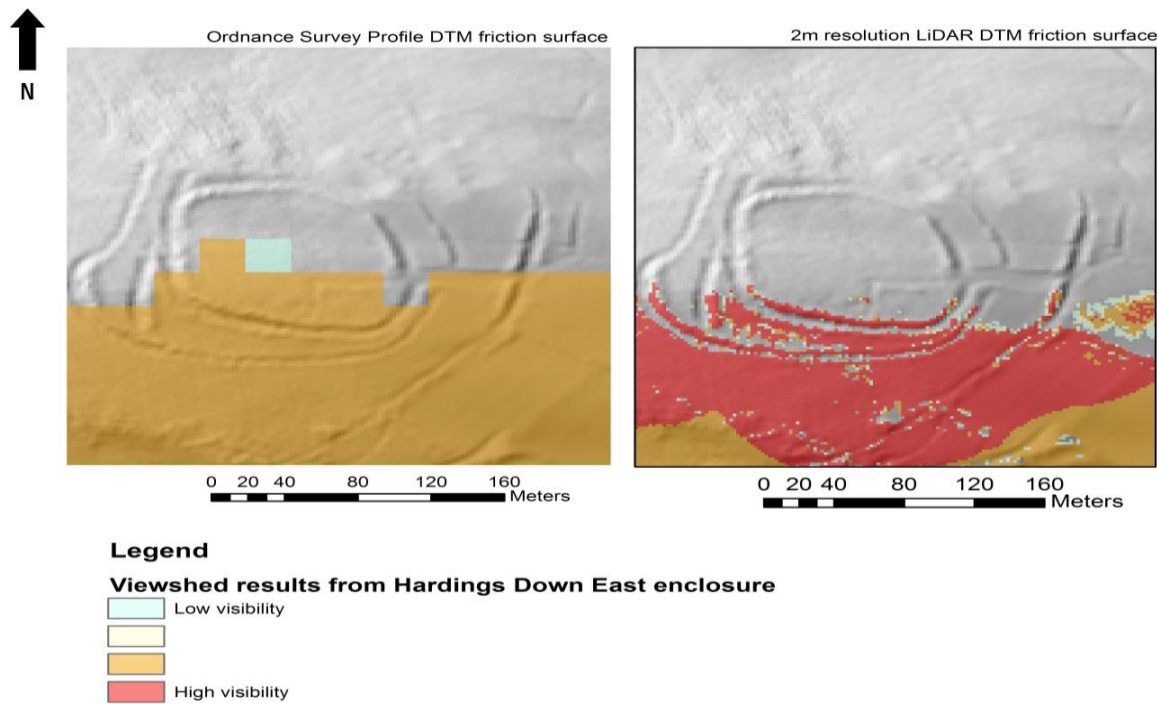 N
Ordnance Survey Profile DTM friction surface
2m resolution LiDAR DTM friction surface
0 20 40 80 120 160 Meters
0 20 40 80 120 160 Meters
Legend
Viewshed results from Hardings Down East enclosure
Low visibility
High visibility